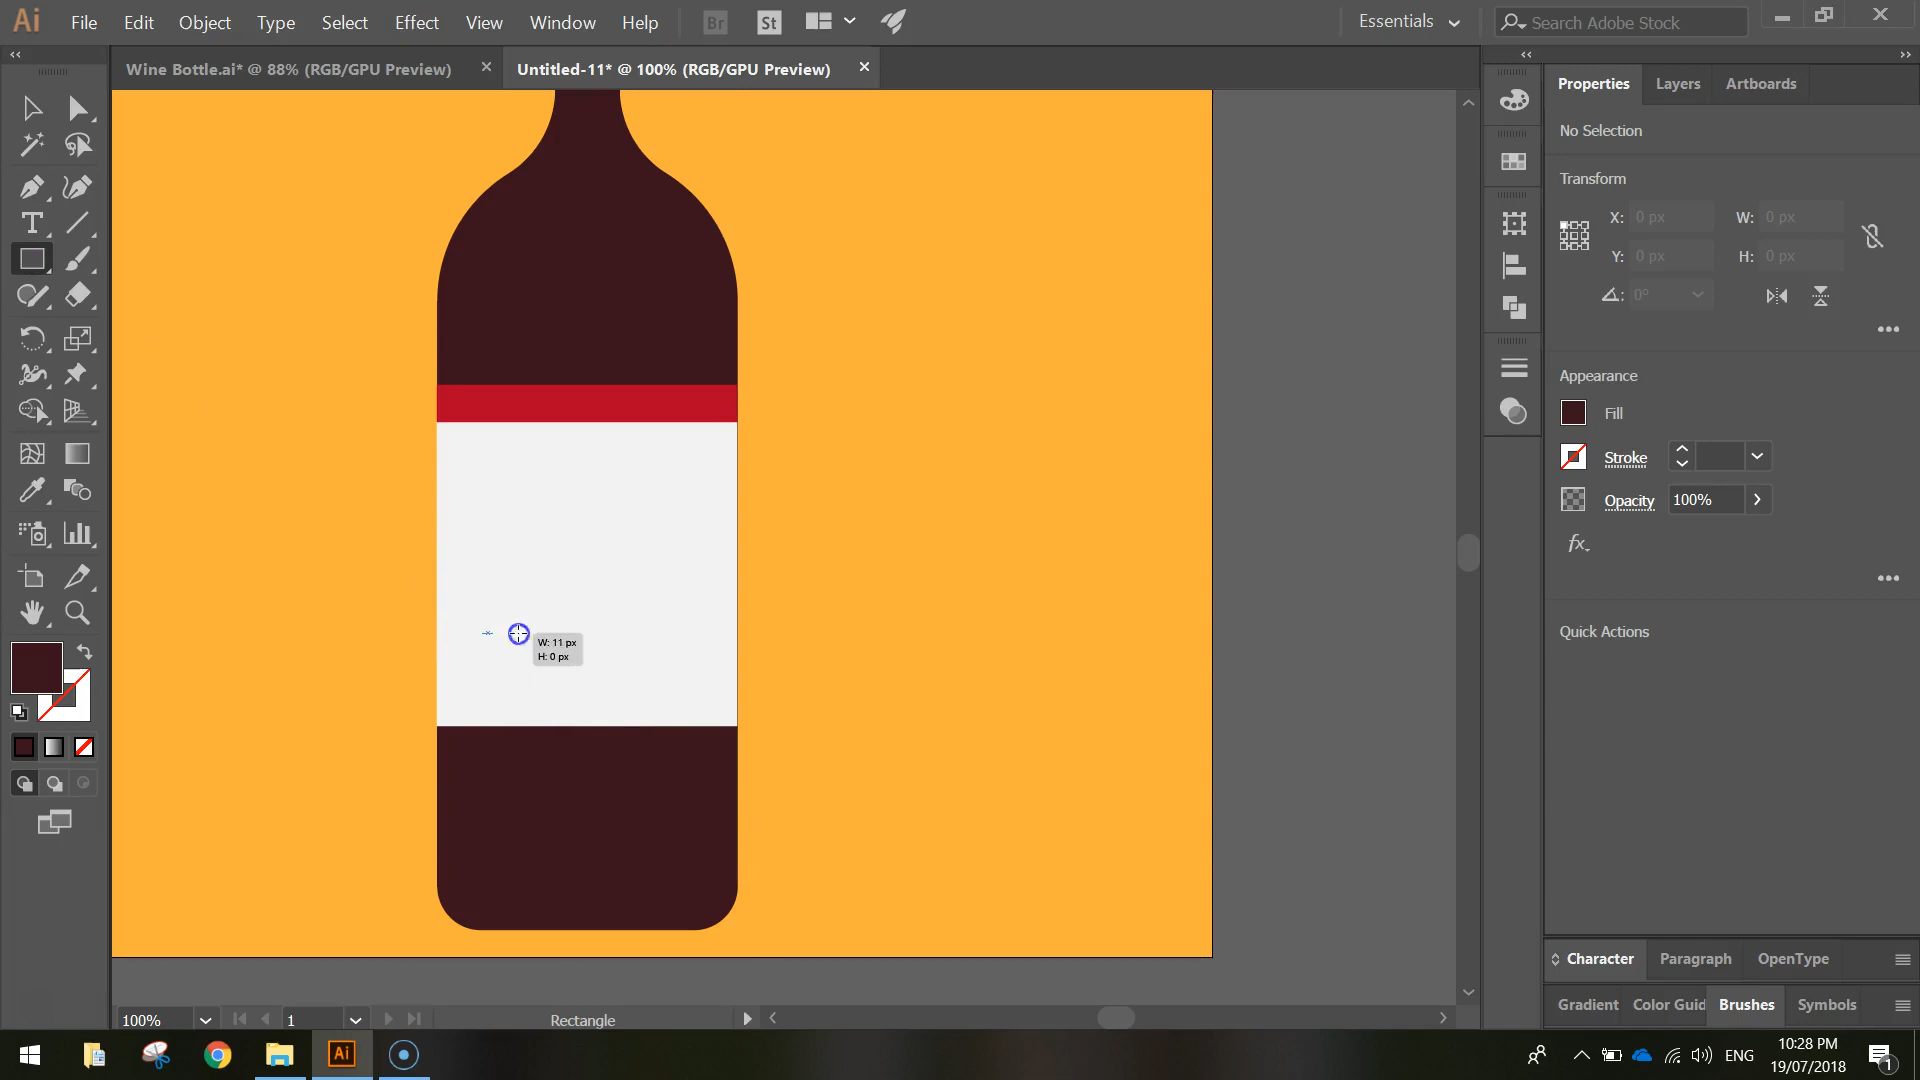 Ai File Edit Object Type Select Effect View Window Help Br St Essentials Search Adobe Stock
Wine Bottle.ai* @ 88% (RGB/GPU Preview) Untitled-11* @ 100% (RGB/GPU Preview)
Properties Layers Artboards
No Selection
Transform
X: 0 px W: 0 px
Y: 0 px H: 0 px
0°
Appearance
Fill
Stroke
Opacity 100%
fx
Quick Actions
W: 11 px
H: 0 px
Character Paragraph OpenType
Gradient Color Guid Brushes Symbols
100% 1 Rectangle
Ai ENG 10:28 PM
19/07/2018
1